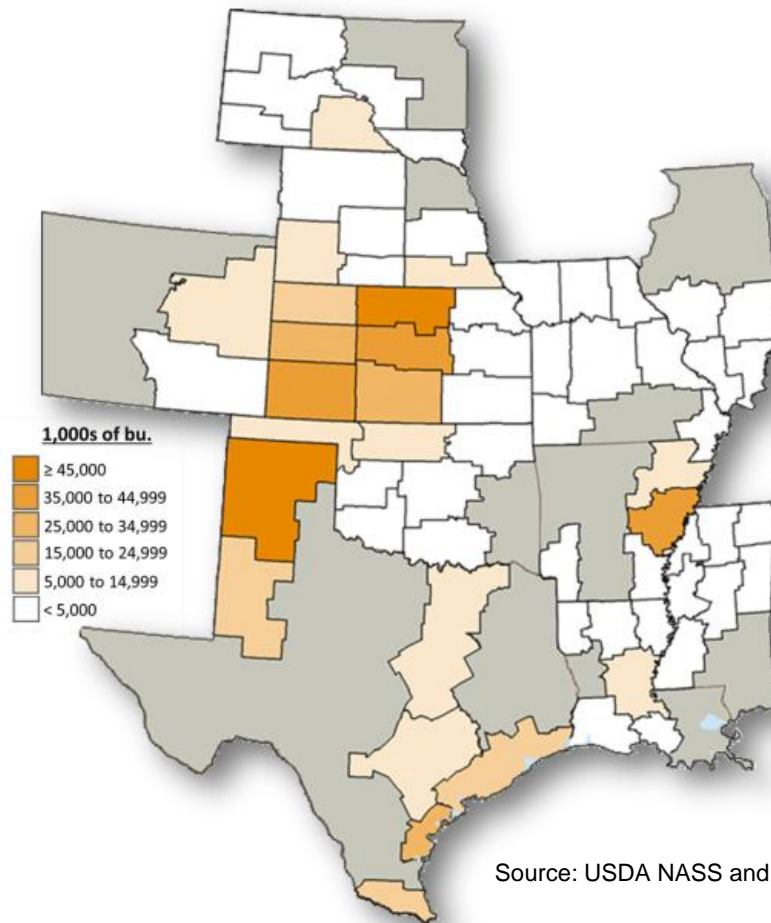 1,000s of bu.
≥ 45,000
35,000 to 44,999
25,000 to 34,999
15,000 to 24,999
5,000 to 14,999
< 5,000
Source: USDA NASS and